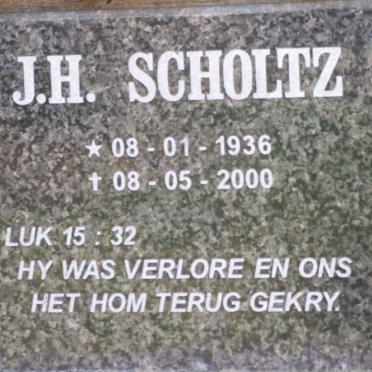 J.H. SCHOLTZ
★ 08 - 01 - 1936
✝ 08 - 05 - 2000
LUK 15 : 32
HY WAS VERLORE EN ONS
HET HOM TERUG GEKRY.